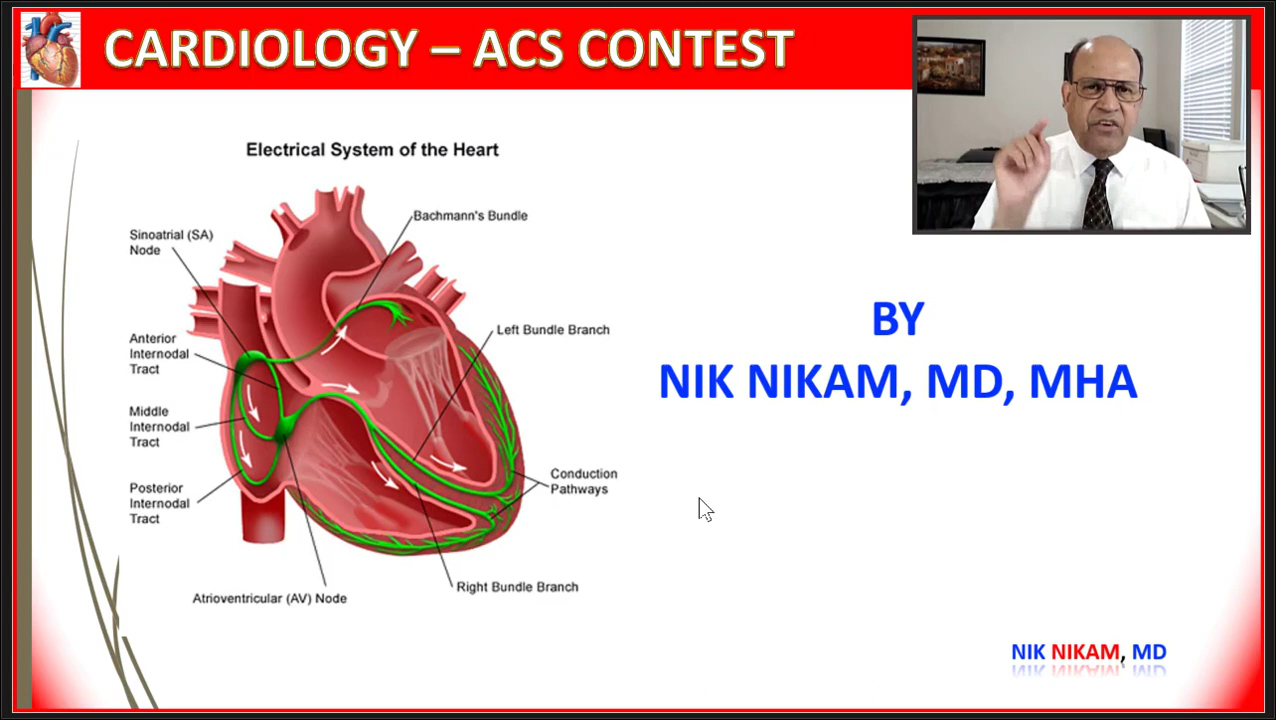 CARDIOLOGY – ACS CONTEST
Electrical System of the Heart
Bachmann's Bundle
Sinoatrial (SA)
Node
Left Bundle Branch
Anterior
Internodal
Tract
Middle
Internodal
Tract
Conduction
Pathways
Posterior
Internodal
Tract
Right Bundle Branch
Atrioventricular (AV) Node
BY
NIK NIKAM, MD, MHA
NIK NIKAM, MD